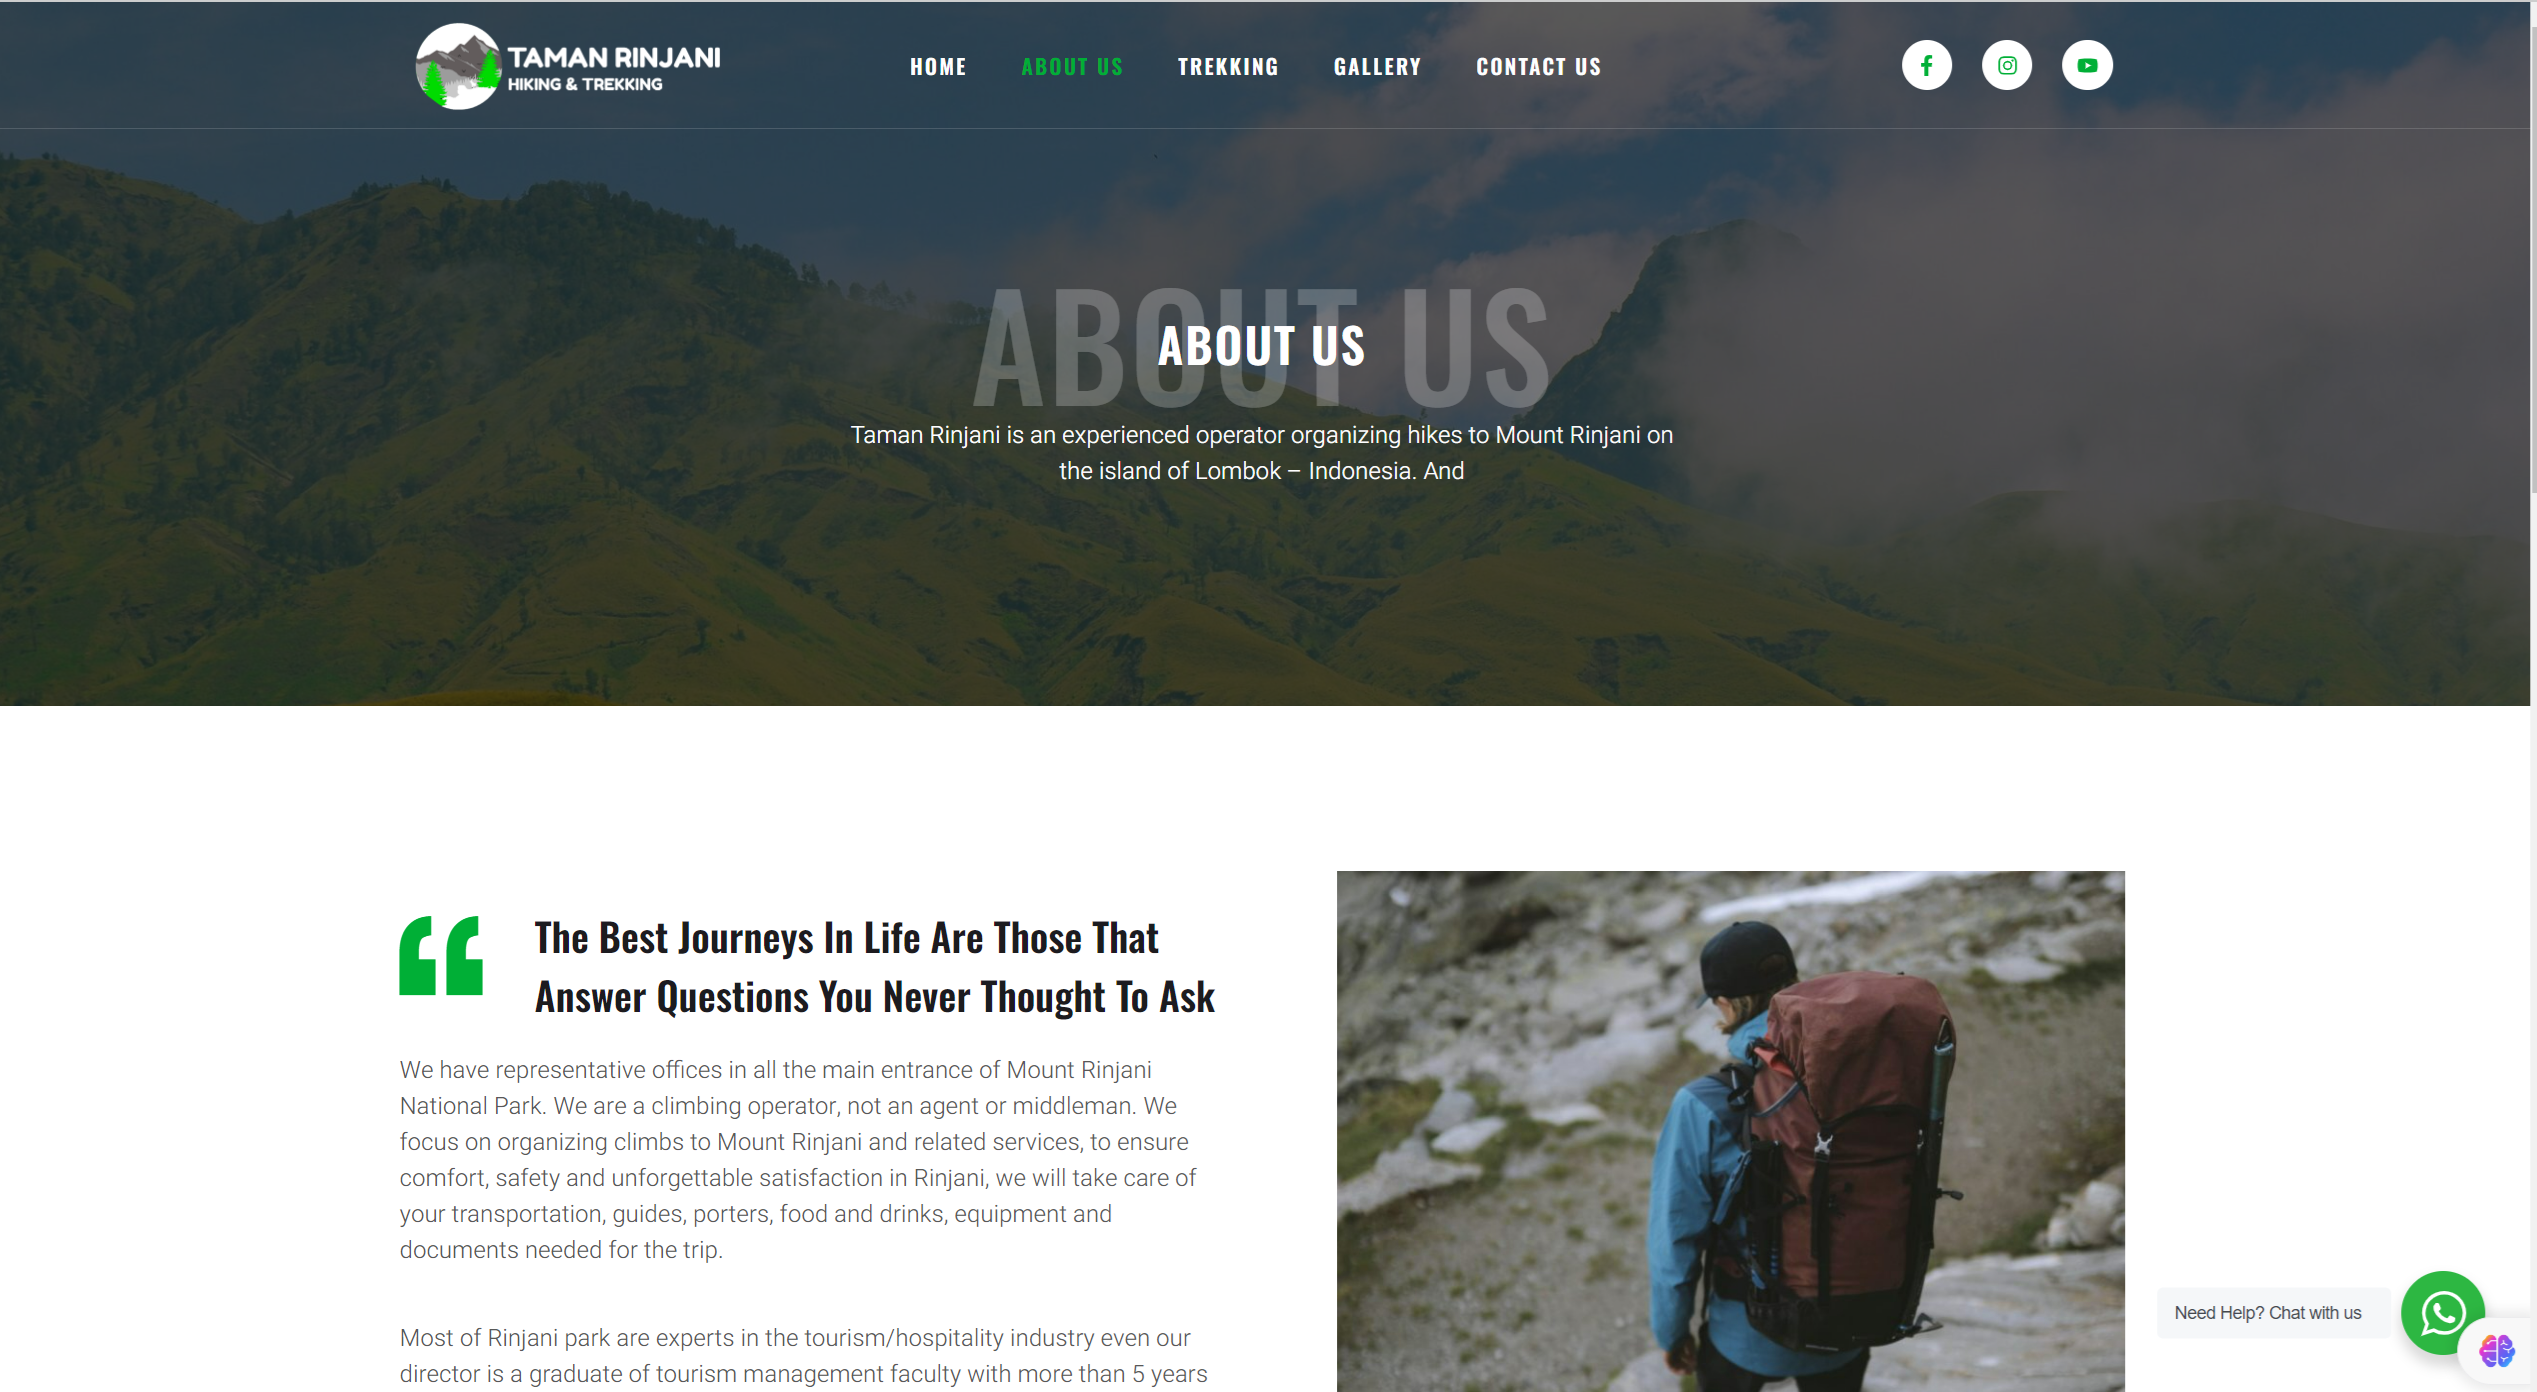 TAMAN RINJANI
HIKING & TREKKING
HOME
ABOUT US
TREKKING
GALLERY
CONTACT US
ABOUT US
ABOUT US
Taman Rinjani is an experienced operator organizing hikes to Mount Rinjani on
the island of Lombok – Indonesia. And
The Best Journeys In Life Are Those That
Answer Questions You Never Thought To Ask
We have representative offices in all the main entrance of Mount Rinjani
National Park. We are a climbing operator, not an agent or middleman. We
focus on organizing climbs to Mount Rinjani and related services, to ensure
comfort, safety and unforgettable satisfaction in Rinjani, we will take care of
your transportation, guides, porters, food and drinks, equipment and
documents needed for the trip.
Most of Rinjani park are experts in the tourism/hospitality industry even our
director is a graduate of tourism management faculty with more than 5 years
Need Help? Chat with us